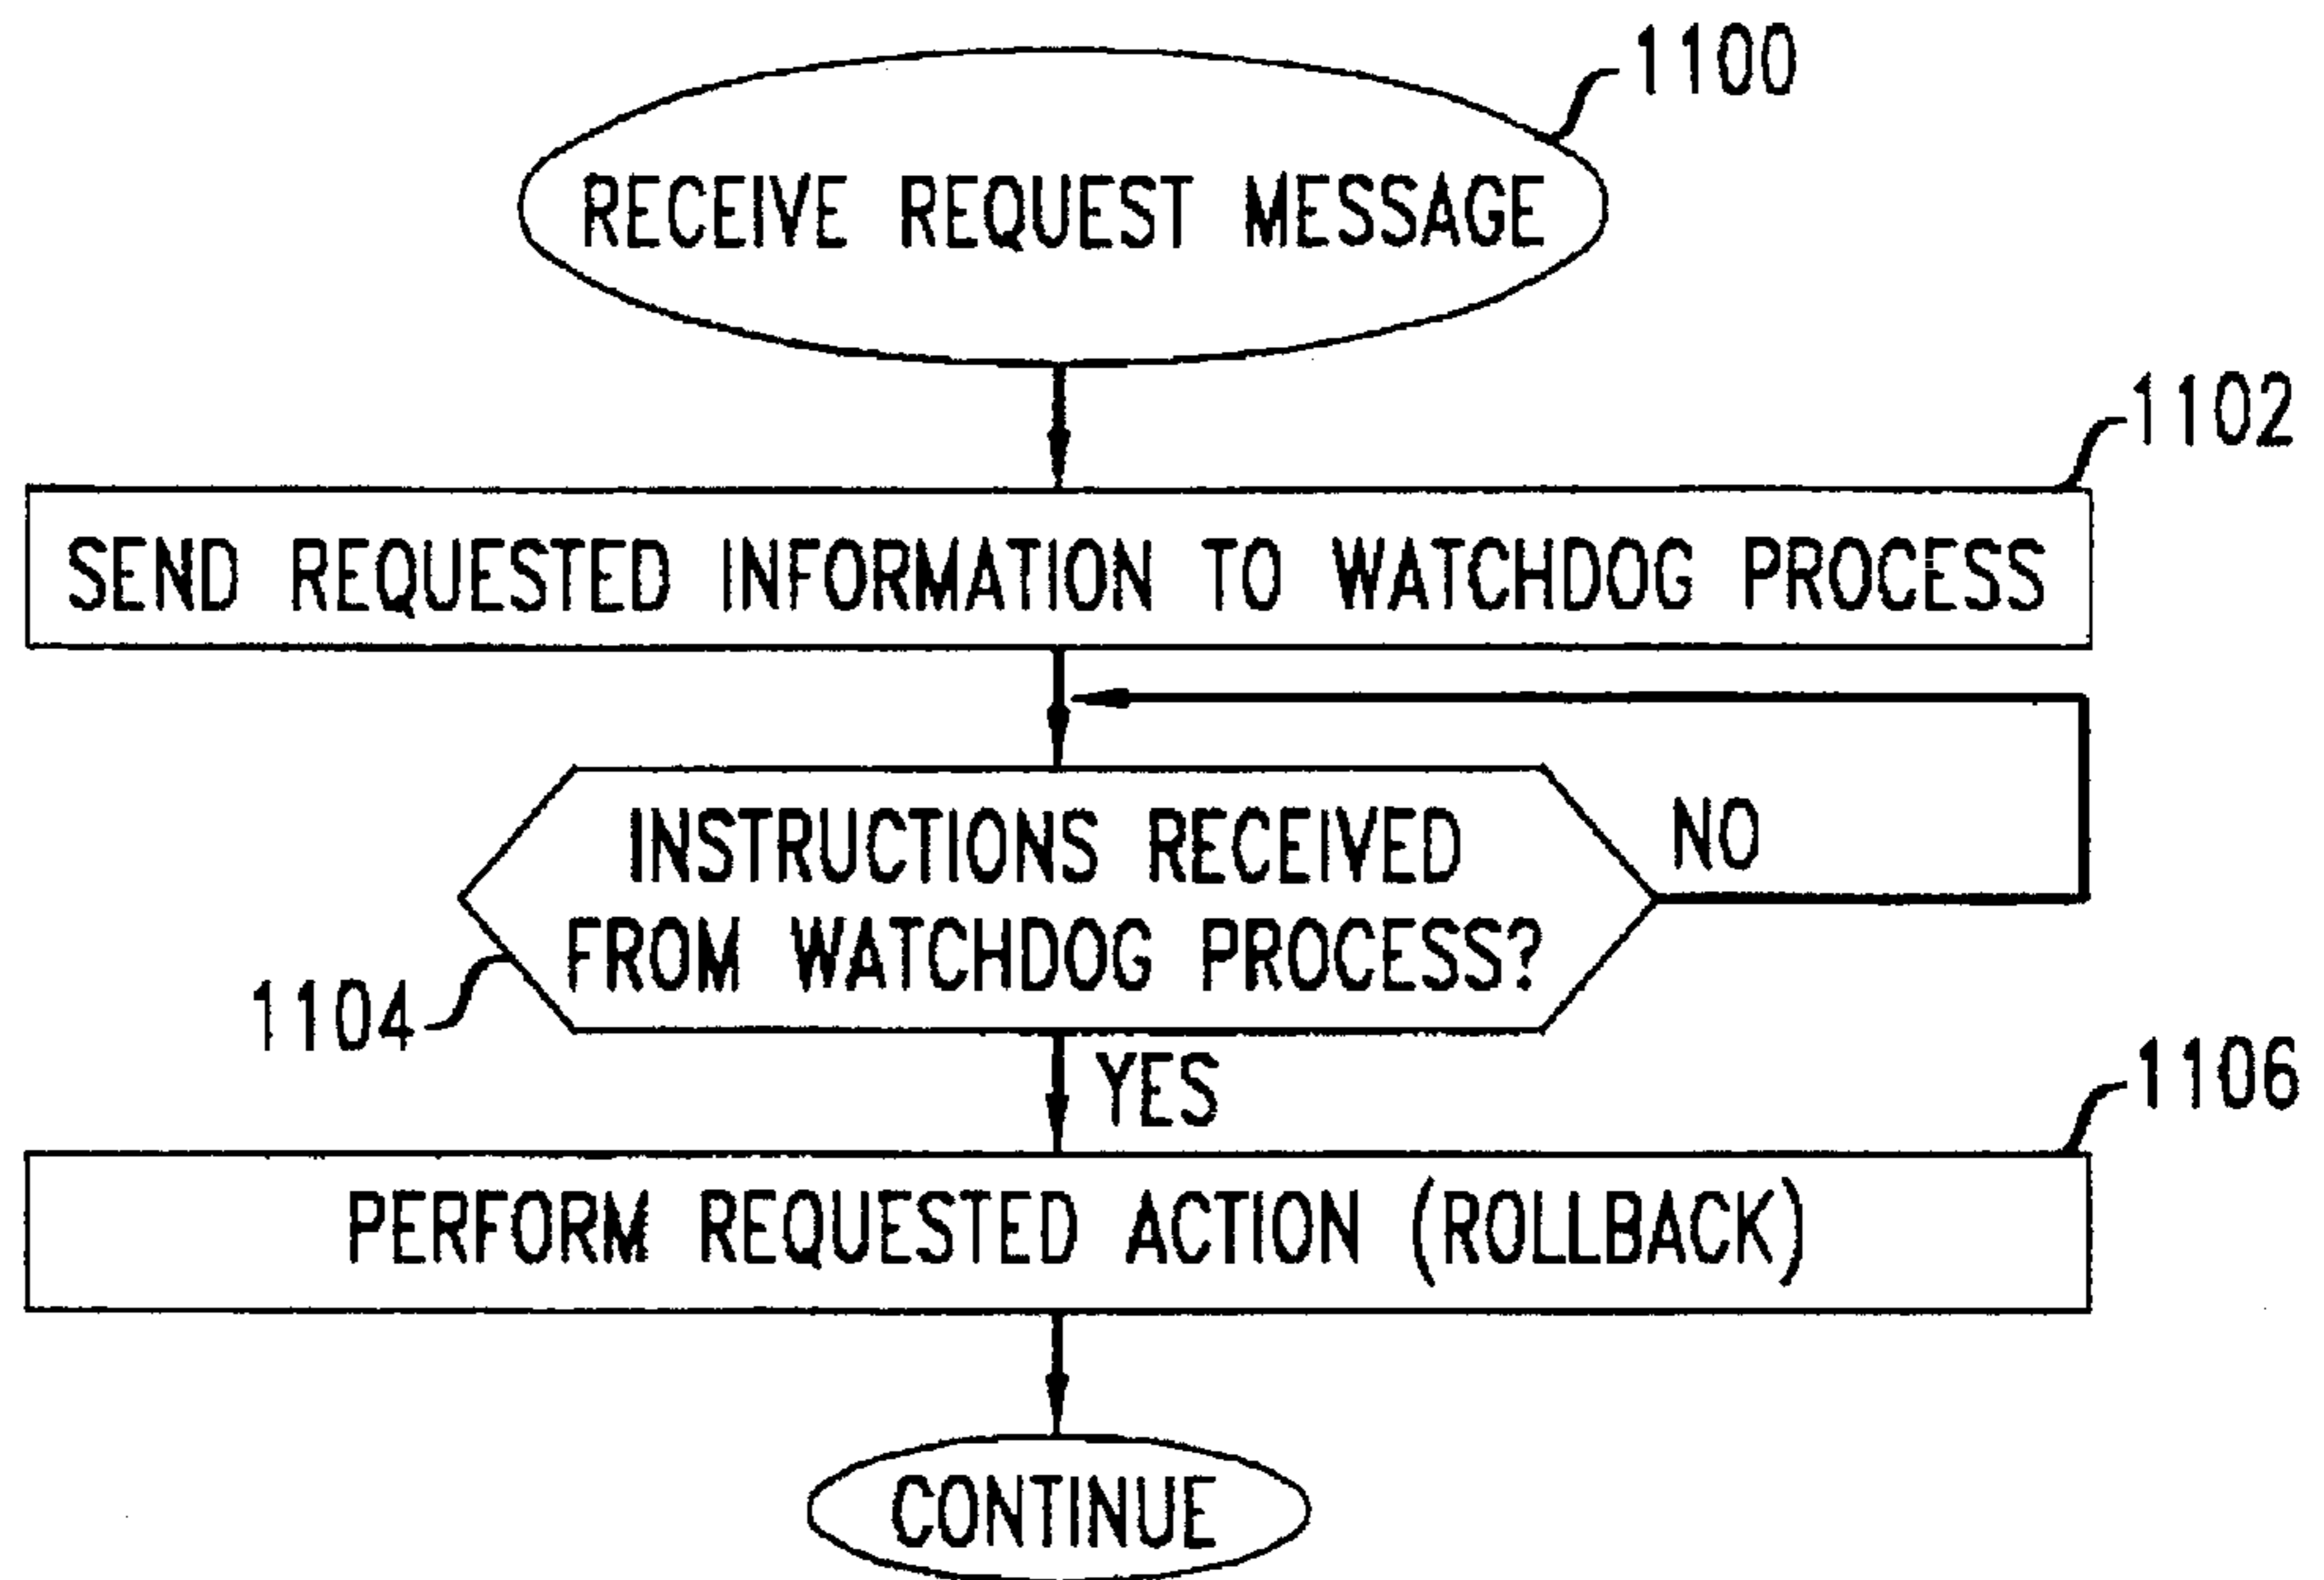 1100
RECEIVE REQUEST MESSAGE
1102
SEND REQUESTED INFORMATION TO WATCHDOG PROCESS
INSTRUCTIONS RECEIVED
FROM WATCHDOG PROCESS?
NO
1104
YES
1106
PERFORM REQUESTED ACTION (ROLLBACK)
CONTINUE